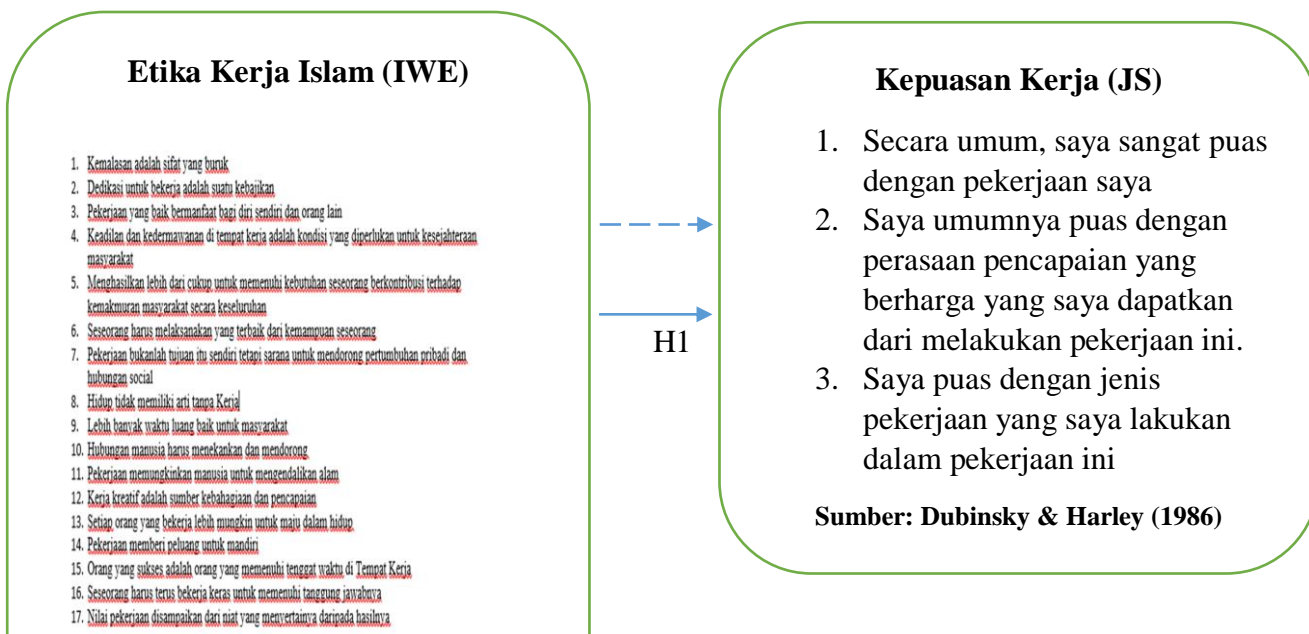 Etika Kerja Islam (IWE)
1. Kemalasan adalah sifat yang buruk
2. Dedikasi untuk bekerja adalah suatu kebajikan
3. Pekerjaan yang baik bermanfaat bagi diri sendiri dan orang lain
4. Keadilan dan kedermawanan di tempat kerja adalah kondisi yang diperlukan untuk kesejahteraan
masyarakat
5. Menghasilkan lebih dari cukup untuk memenuhi kebutuhan seseorang berkontribusi terhadap
kemakmuran masyarakat secara keseluruhan
6. Seseorang harus melaksanakan yang terbaik dari kemampuan seseorang
7. Pekerjaan bukanlah tujuan itu sendiri tetapi sarana untuk mendorong pertumbuhan pribadi dan
hubungan social
8. Hidup tidak memiliki arti tanpa Kerja
9. Lebih banyak waktu luang baik untuk masyarakat
10. Hubungan manusia harus menekankan dan mendorong
11. Pekerjaan memungkinkan manusia untuk mengendalikan alam
12. Kerja kreatif adalah sumber kebahagiaan dan pencapaian
13. Setiap orang yang bekerja lebih mungkin untuk maju dalam hidup
14. Pekerjaan memberi peluang untuk mandiri
15. Orang yang sukses adalah orang yang memenuhi tenggat waktu di Tempat Kerja
16. Seseorang harus terus bekerja keras untuk memenuhi tanggung jawabnya
17. Nilai pekerjaan disampaikan dari niat yang menyertainya daripada hasilnya
H1
Kepuasan Kerja (JS)
1. Secara umum, saya sangat puas
dengan pekerjaan saya
2. Saya umumnya puas dengan
perasaan pencapaian yang
berharga yang saya dapatkan
dari melakukan pekerjaan ini.
3. Saya puas dengan jenis
pekerjaan yang saya lakukan
dalam pekerjaan ini
Sumber: Dubinsky & Harley (1986)